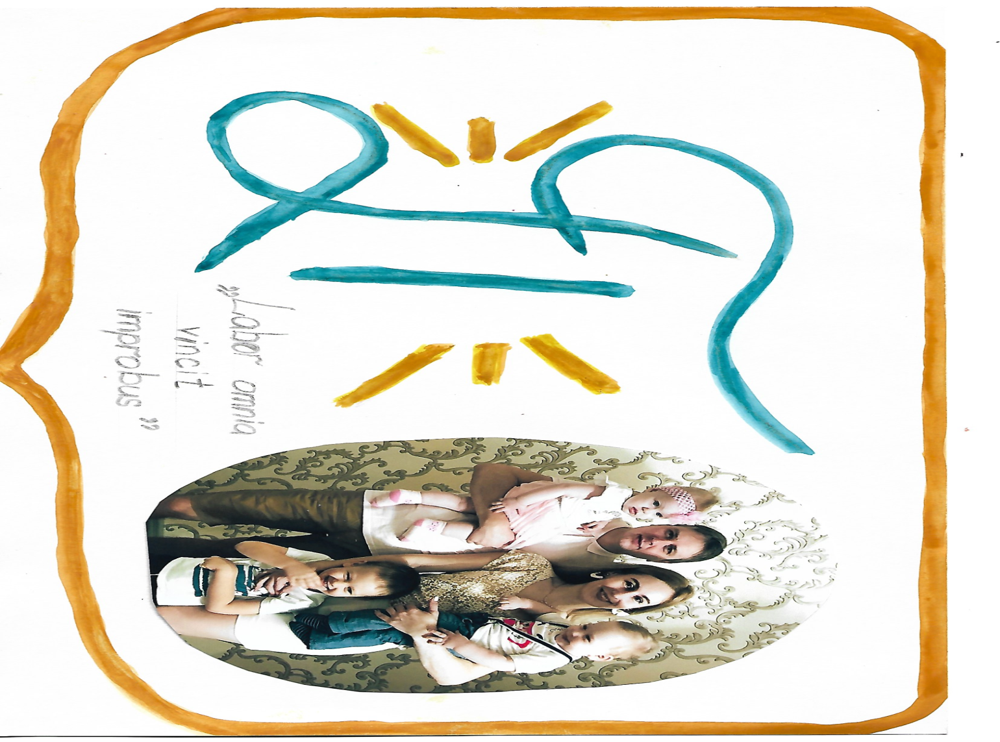 „Labor omnia
vincit
improbus”